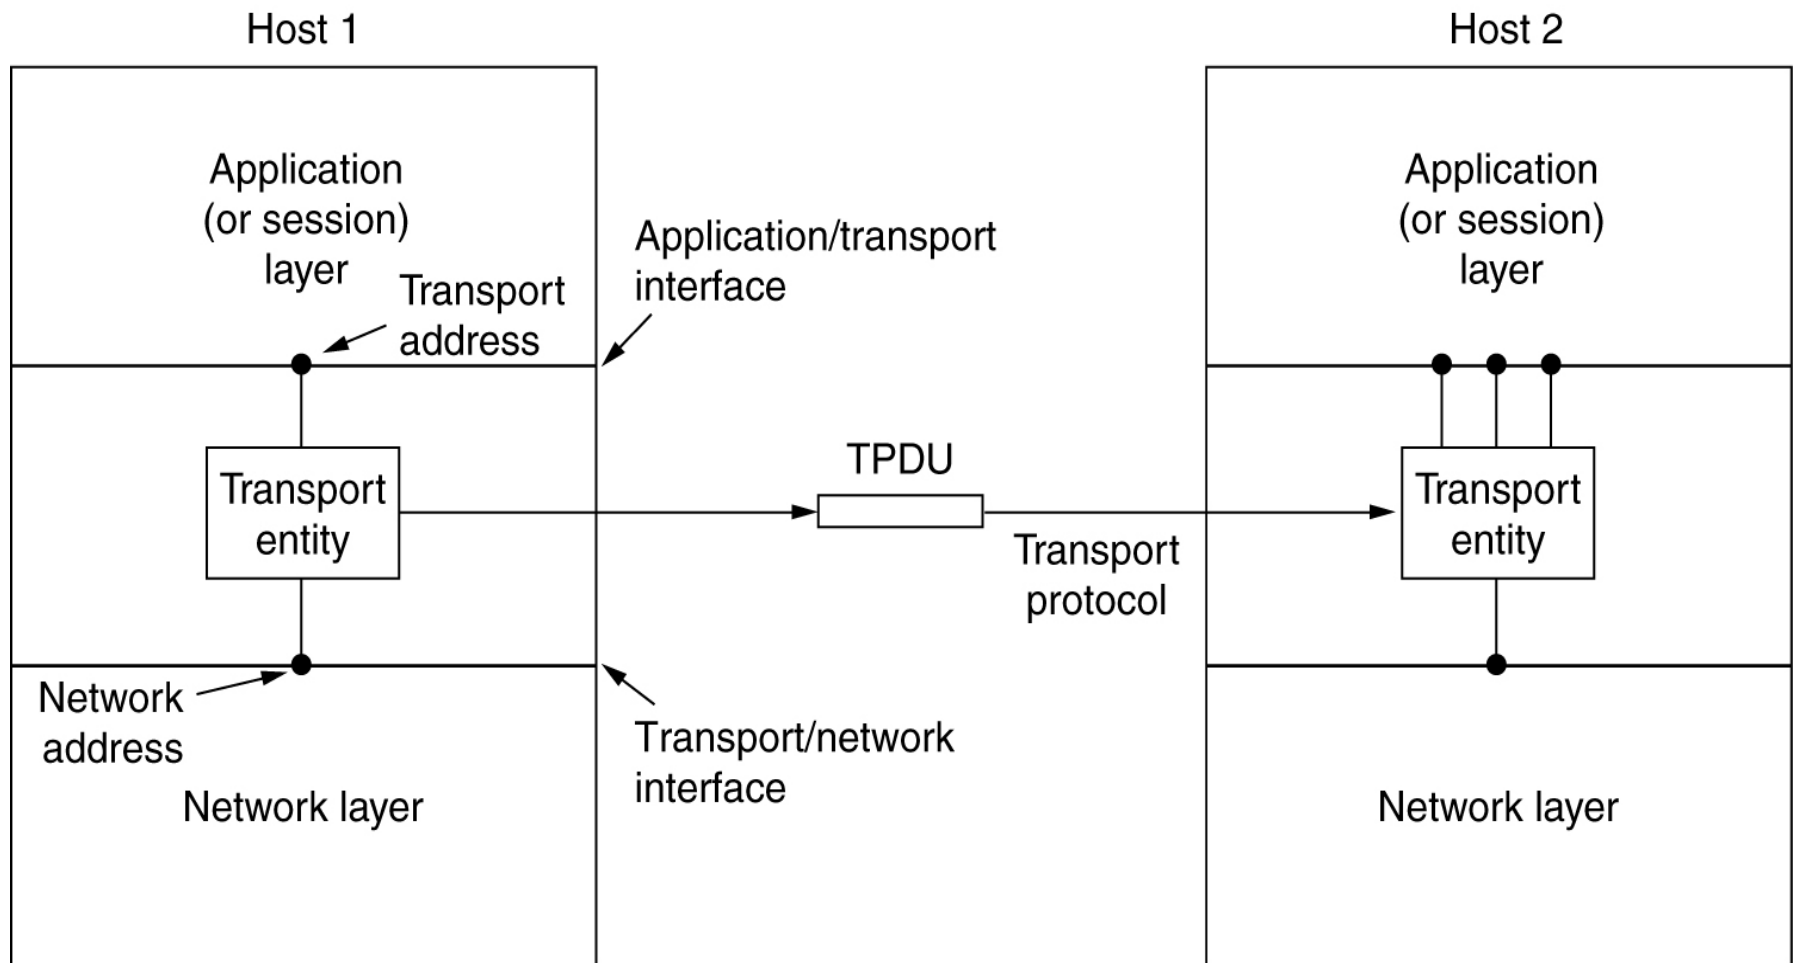 Host 1
Host 2
Application
(or session)
layer
Transport
address
Application/transport
interface
Application
(or session)
layer
Transport
entity
TPDU
Transport
protocol
Transport
entity
Network
address
Transport/network
interface
Network layer
Network layer